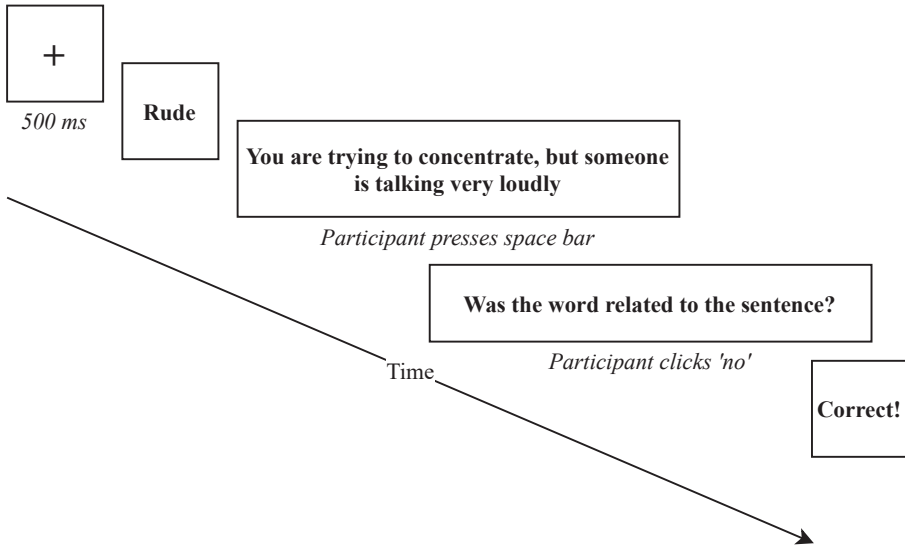 +
500 ms
Rude
You are trying to concentrate, but someone
is talking very loudly
Participant presses space bar
Was the word related to the sentence?
Participant clicks 'no'
Time
Correct!